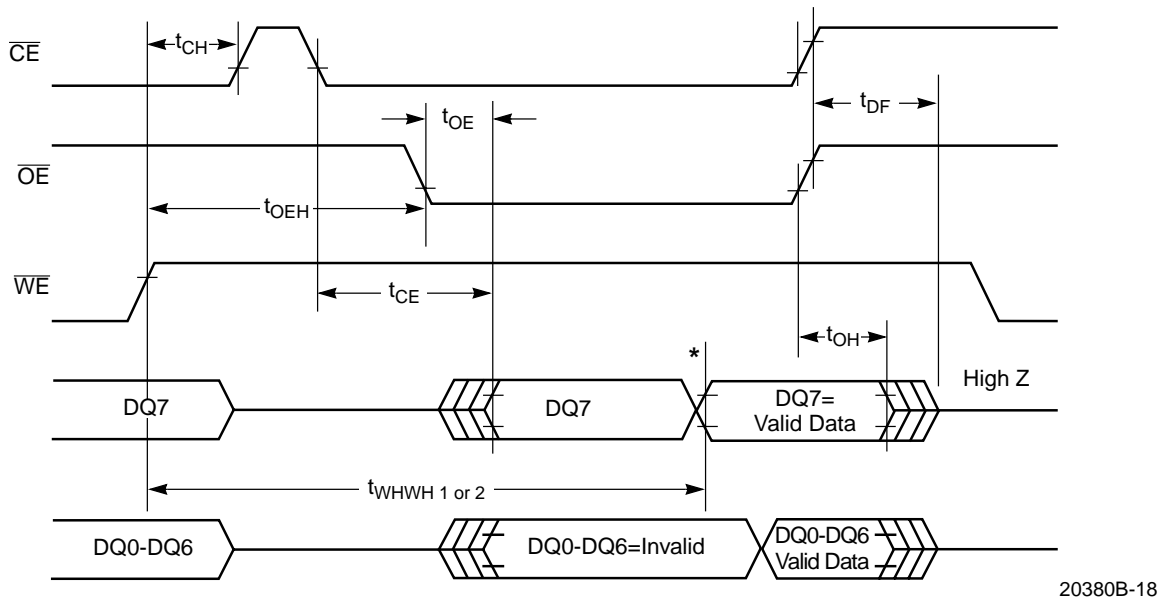 CE
tCH
tDF
tOE
OE
tOEH
WE
tCE
tOH
*
High Z
DQ7
DQ7
DQ7=
Valid Data
tWHWH 1 or 2
DQ0-DQ6
DQ0-DQ6=Invalid
DQ0-DQ6
Valid Data
20380B-18